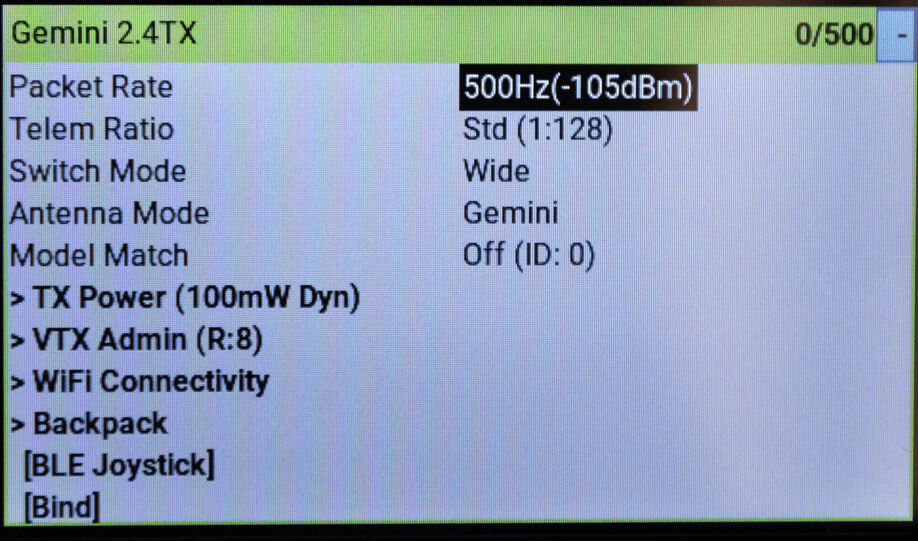 Gemini 2.4TX 0/500 -
Packet Rate 500Hz(-105dBm)
Telem Ratio Std (1:128)
Switch Mode Wide
Antenna Mode Gemini
Model Match Off (ID: 0)
> TX Power (100mW Dyn)
> VTX Admin (R:8)
> WiFi Connectivity
> Backpack
[BLE Joystick]
[Bind]